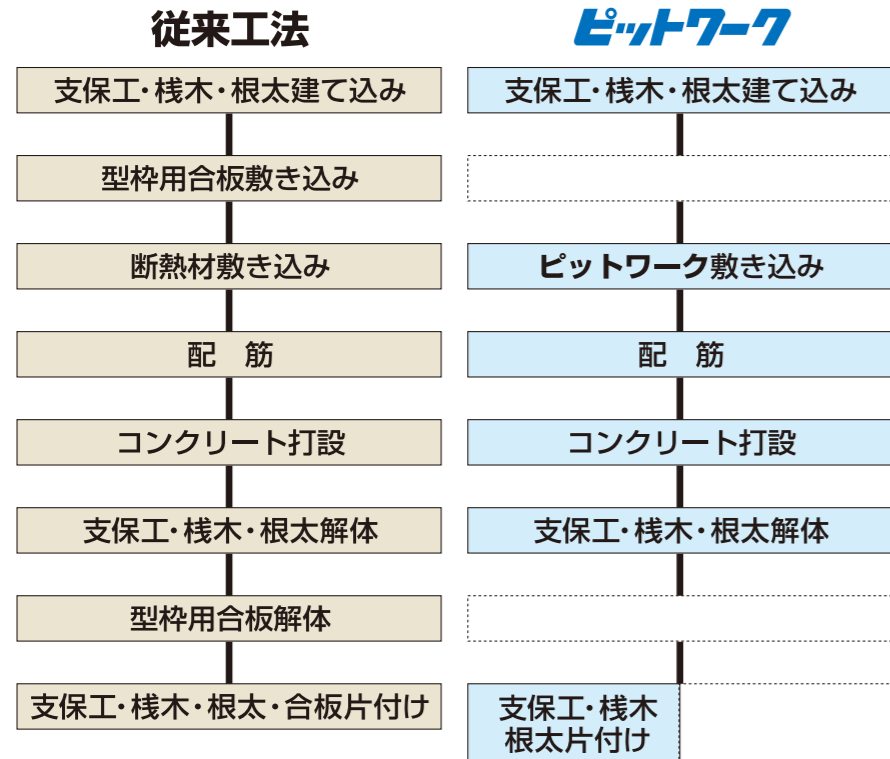 従来工法
支保工・桟木・根太建て込み
型枠用合板敷き込み
断熱材敷き込み
配　筋
コンクリート打設
支保工・桟木・根太解体
型枠用合板解体
支保工・桟木・根太・合板片付け
ピットワーク
支保工・桟木・根太建て込み
ピットワーク敷き込み
配　筋
コンクリート打設
支保工・桟木・根太解体
支保工・桟木
根太片付け